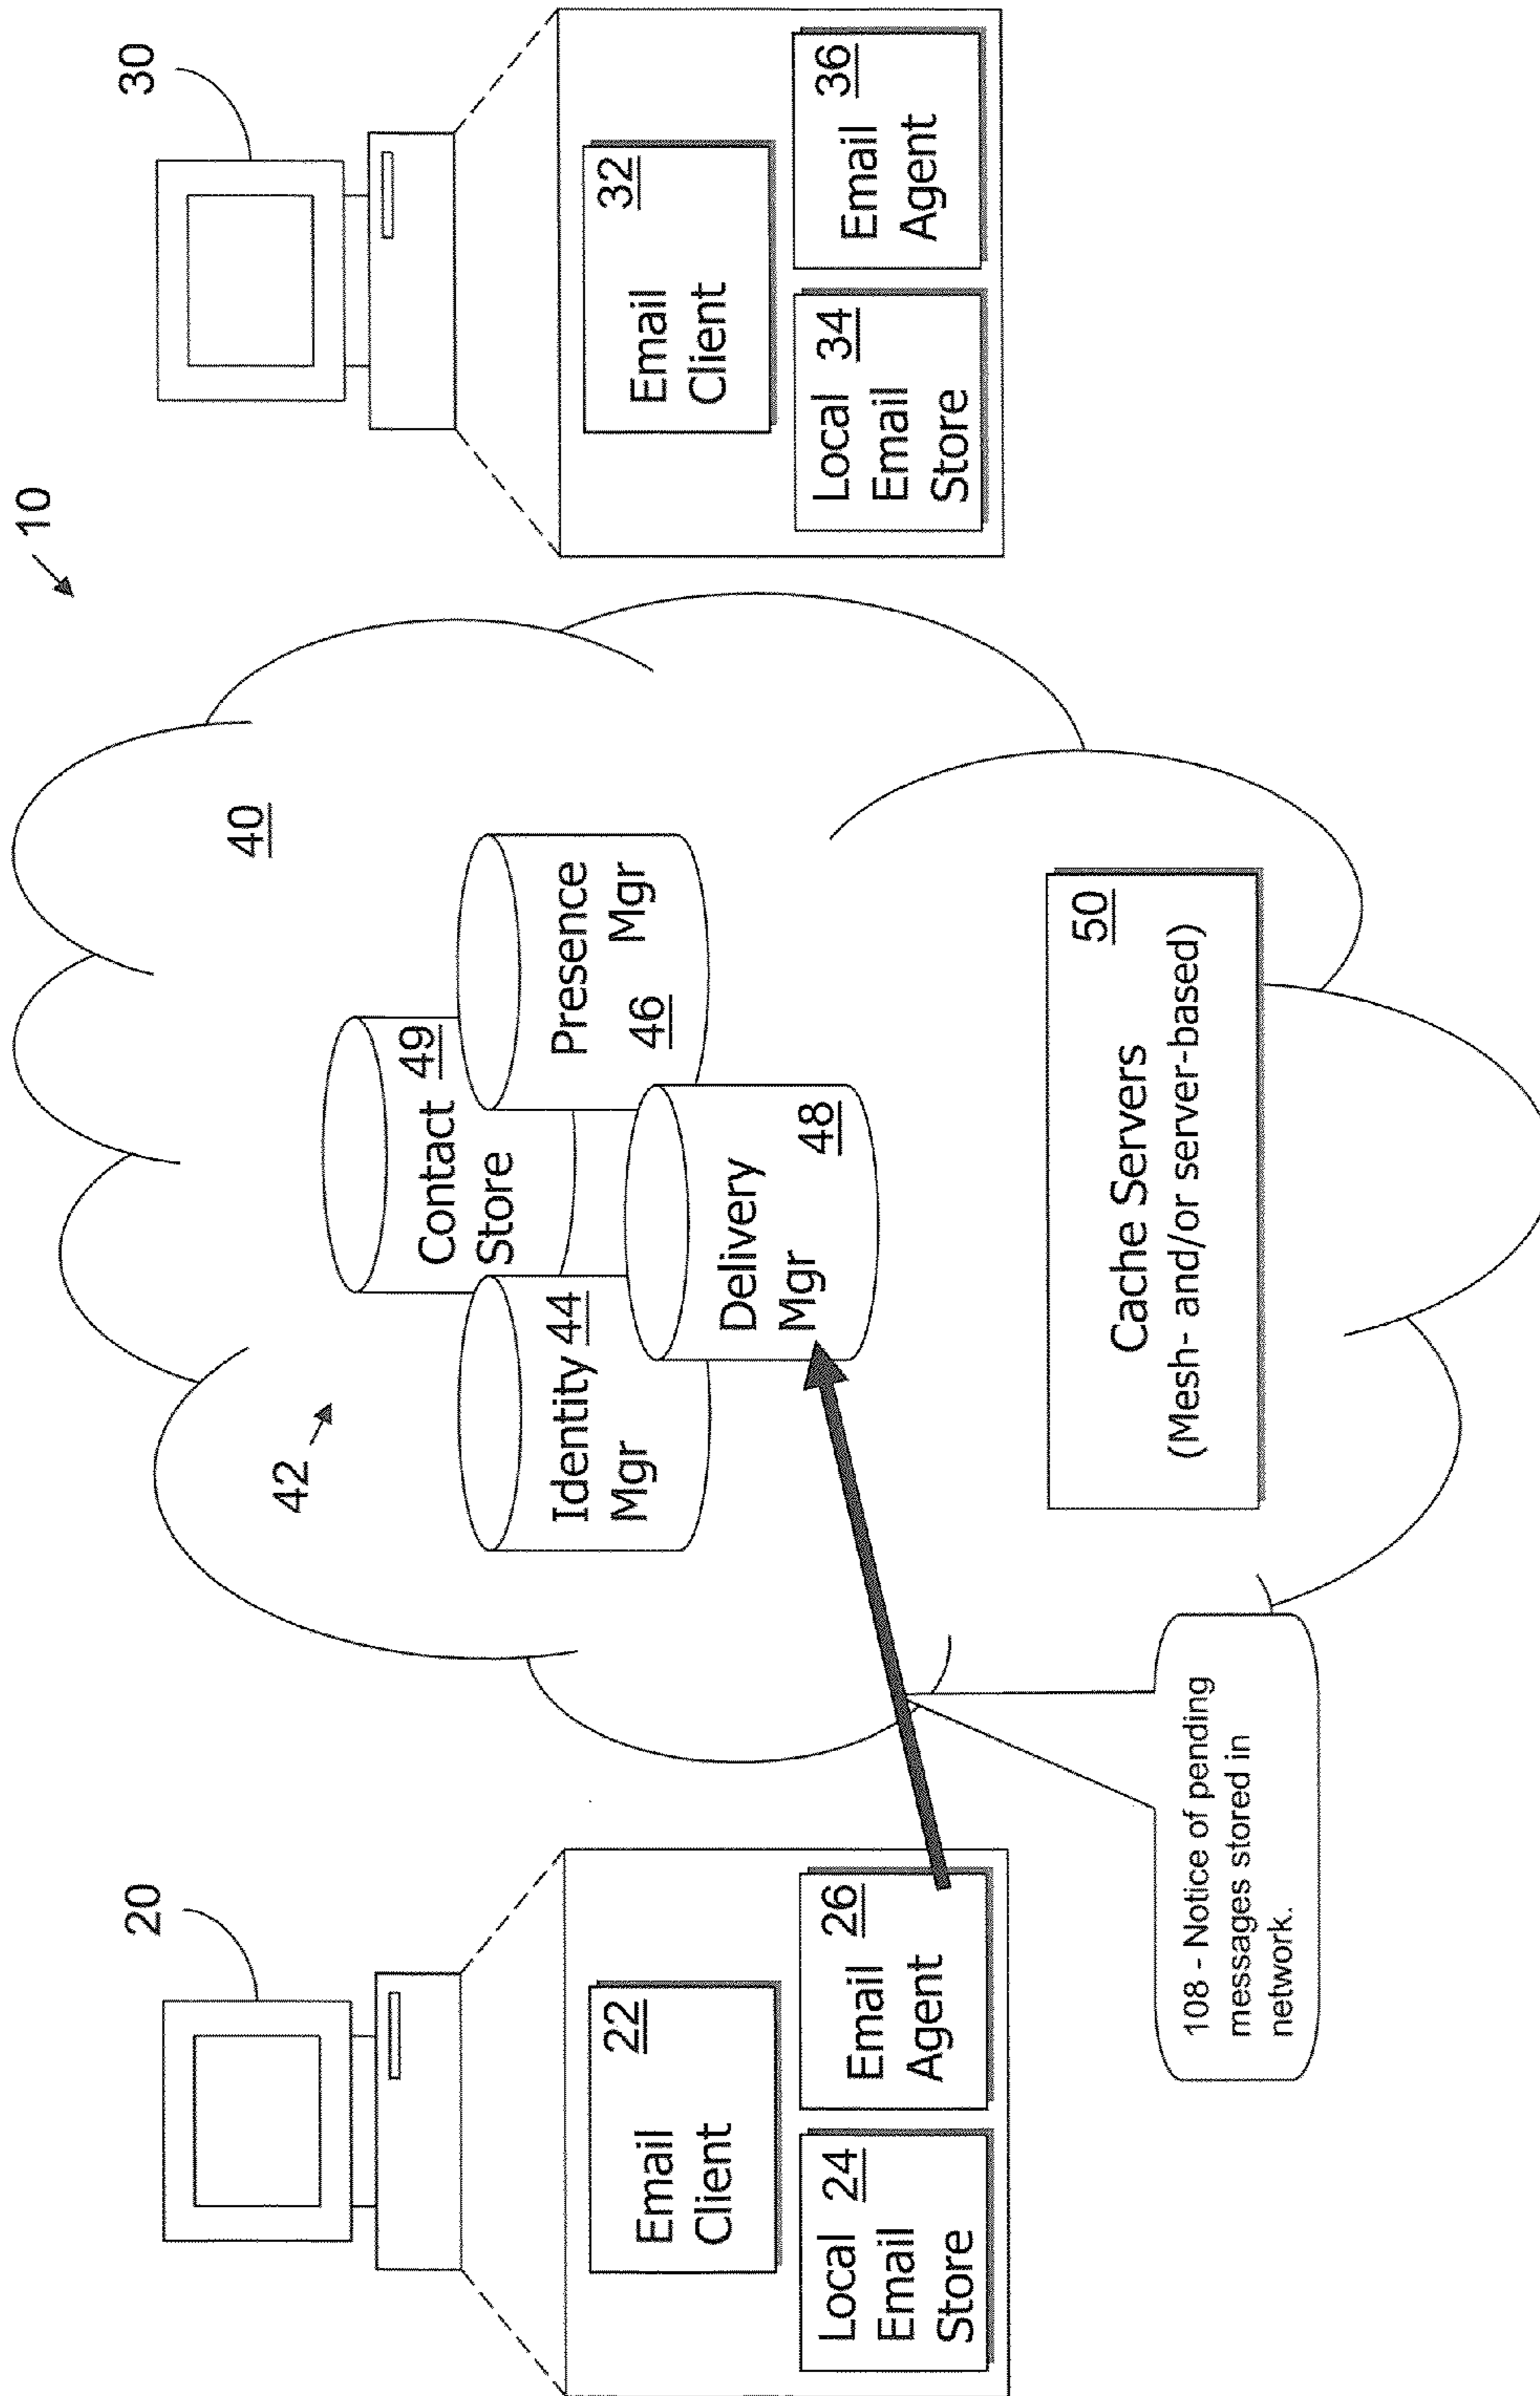 10
20
Email
Client
22
Local
Email
Store
24
Email
Agent
26
108 - Notice of pending
messages stored in
network.
40
42
Contact
Store
49
Identity
Mgr
44
Presence
Mgr
46
Delivery
Mgr
48
50
Cache Servers
(Mesh- and/or server-based)
30
Email
Client
32
Local
Email
Store
34
Email
Agent
36